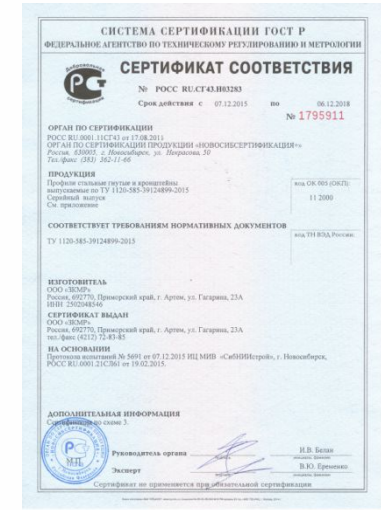 СИСТЕМА СЕРТИФИКАЦИИ ГОСТ Р
ФЕДЕРАЛЬНОЕ АГЕНТСТВО ПО ТЕХНИЧЕСКОМУ РЕГУЛИРОВАНИЮ И МЕТРОЛОГИИ
Добровольная
сертификация
СЕРТИФИКАТ СООТВЕТСТВИЯ
№ РОСС RU.СГ43.Н03283
Срок действия с 07.12.2015 по 06.12.2018
№ 1795911
ОРГАН ПО СЕРТИФИКАЦИИ
РОСС RU.0001.11СГ43 от 17.08.2011
ОРГАН ПО СЕРТИФИКАЦИИ ПРОДУКЦИИ «НОВОСИБСЕРТИФИКАЦИЯ+»
Россия, 630005, г. Новосибирск, ул. Некрасова, 50
Тел./факс (383) 362-11-66
ПРОДУКЦИЯ
Профили стальные гнутые и кронштейны
выпускаемые по ТУ 1120-585-39124899-2015
Серийный выпуск
См. приложение
код ОК 005 (ОКП):
11 2000
СООТВЕТСТВУЕТ ТРЕБОВАНИЯМ НОРМАТИВНЫХ ДОКУМЕНТОВ
ТУ 1120-585-39124899-2015
код ТН ВЭД России:
ИЗГОТОВИТЕЛЬ
ООО «ЗКМР»
Россия, 692770, Приморский край, г. Артем, ул. Гагарина, 23А
ИНН 2502048546
СЕРТИФИКАТ ВЫДАН
ООО «ЗКМР»
Россия, 692770, Приморский край, г. Артем, ул. Гагарина, 23А
тел./факс (4212) 72-83-85
НА ОСНОВАНИИ
Протокола испытаний № 5691 от 07.12.2015 ИЦ МИВ «СибНИИстрой», г. Новосибирск,
РОСС RU.0001.21СЛ61 от 19.02.2015.
ДОПОЛНИТЕЛЬНАЯ ИНФОРМАЦИЯ
Сертификация по схеме 3.
М.П.
Руководитель органа
И.В. Белан
Эксперт
В.Ю. Еременко
Сертификат не применяется при обязательной сертификации